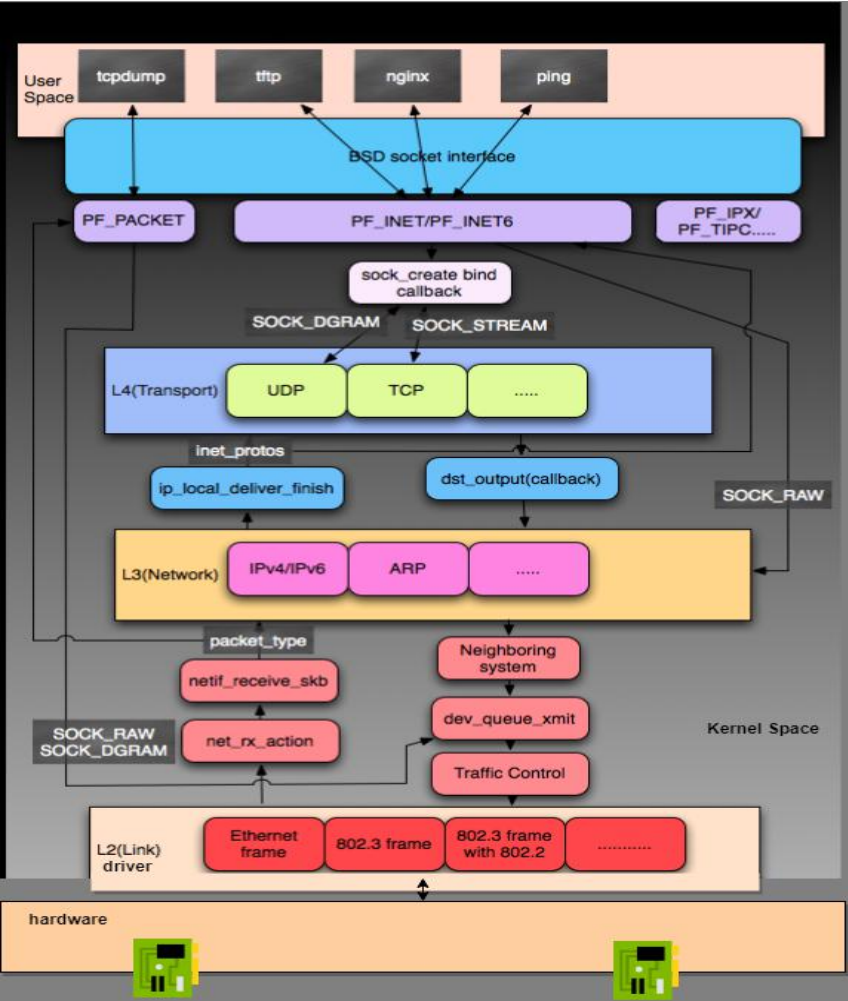 User
Space
tcpdump
tftp
nginx
ping
BSD socket interface
PF_PACKET
PF_INET/PF_INET6
PF_IPX/
PF_TIPC.....
sock_create bind
callback
SOCK_DGRAM
SOCK_STREAM
L4(Transport)
UDP
TCP
.....
inet_protos
ip_local_deliver_finish
dst_output(callback)
SOCK_RAW
L3(Network)
IPv4/IPv6
ARP
.....
packet_type
Neighboring
system
netif_receive_skb
dev_queue_xmit
Kernel Space
SOCK_RAW
SOCK_DGRAM
net_rx_action
Traffic Control
L2(Link)
driver
Ethernet
frame
802.3 frame
802.3 frame
with 802.2
...........
hardware